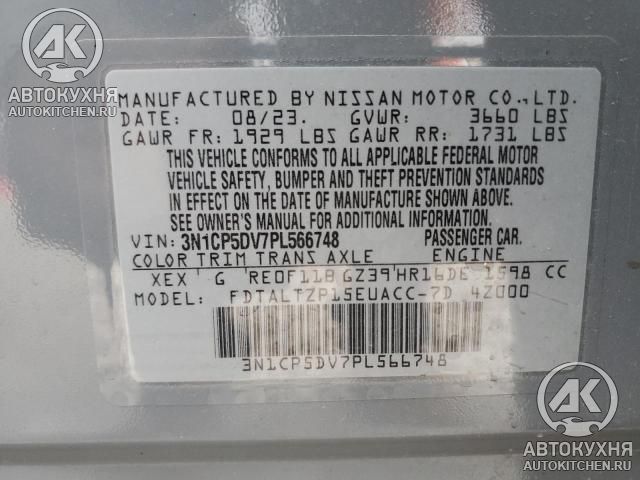 АК
АВТОКУХНЯ
AUTOKITCHEN.RU
MANUFACTURED BY NISSAN MOTOR CO.,LTD.
DATE: 08/23. GVWR: 3660 LBS
GAWR FR: 1929 LBS GAWR RR: 1731 LBS
THIS VEHICLE CONFORMS TO ALL APPLICABLE FEDERAL MOTOR
VEHICLE SAFETY, BUMPER AND THEFT PREVENTION STANDARDS
IN EFFECT ON THE DATE OF MANUFACTURE SHOWN ABOVE.
SEE OWNER'S MANUAL FOR ADDITIONAL INFORMATION.
VIN: 3N1CP5DV7PL566748 PASSENGER CAR.
COLOR TRIM TRANS AXLE ENGINE
XEX G RE0F11B GZ39 HR16DE 1598 CC
MODEL: FDTALTZP15EUACC-7D 4Z000
3N1CP5DV7PL566748
АК
АВТОКУХНЯ
AUTOKITCHEN.RU